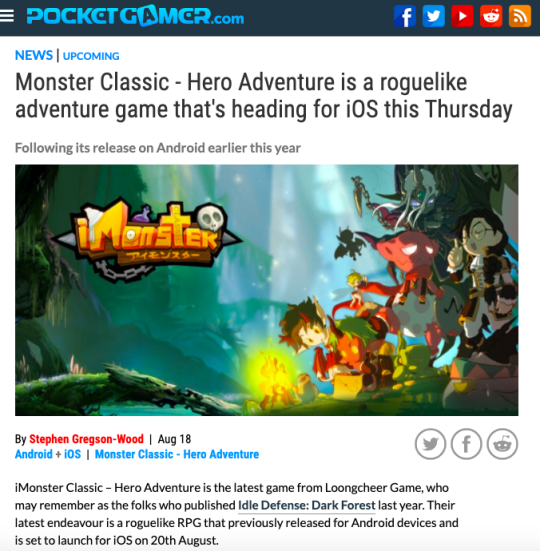 POCKETGAMER.com
NEWS | UPCOMING
Monster Classic - Hero Adventure is a roguelike
adventure game that's heading for iOS this Thursday
Following its release on Android earlier this year
iMonster
アイモンスター
By Stephen Gregson-Wood | Aug 18
Android + iOS | Monster Classic - Hero Adventure
iMonster Classic – Hero Adventure is the latest game from Loongcheer Game, who
may remember as the folks who published Idle Defense: Dark Forest last year. Their
latest endeavour is a roguelike RPG that previously released for Android devices and
is set to launch for iOS on 20th August.